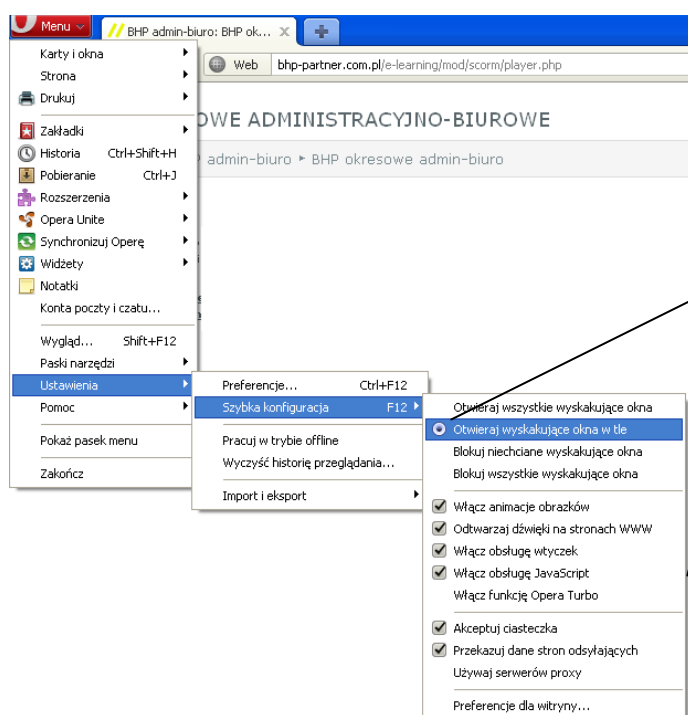 Menu
BHP admin-biuro: BHP ok...
Web bhp-partner.com.pl/e-learning/mod/scorm/player.php
OWE ADMINISTRACYJNO-BIUROWE
admin-biuro ▸ BHP okresowe admin-biuro
Karty i okna
Strona
Drukuj
Zakładki
Historia Ctrl+Shift+H
Pobieranie Ctrl+J
Rozszerzenia
Opera Unite
Synchronizuj Operę
Widżety
Notatki
Konta poczty i czatu...
Wygląd... Shift+F12
Paski narzędzi
Ustawienia
Pomoc
Pokaż pasek menu
Zakończ
Preferencje... Ctrl+F12
Szybka konfiguracja F12
Pracuj w trybie offline
Wyczyść historię przeglądania...
Import i eksport
Otwieraj wszystkie wyskakujące okna
Otwieraj wyskakujące okna w tle
Blokuj niechciane wyskakujące okna
Blokuj wszystkie wyskakujące okna
Włącz animacje obrazków
Odtwarzaj dźwięki na stronach WWW
Włącz obsługę wtyczek
Włącz obsługę JavaScript
Włącz funkcję Opera Turbo
Akceptuj ciasteczka
Przekazuj dane stron odsyłających
Używaj serwerów proxy
Preferencje dla witryny...